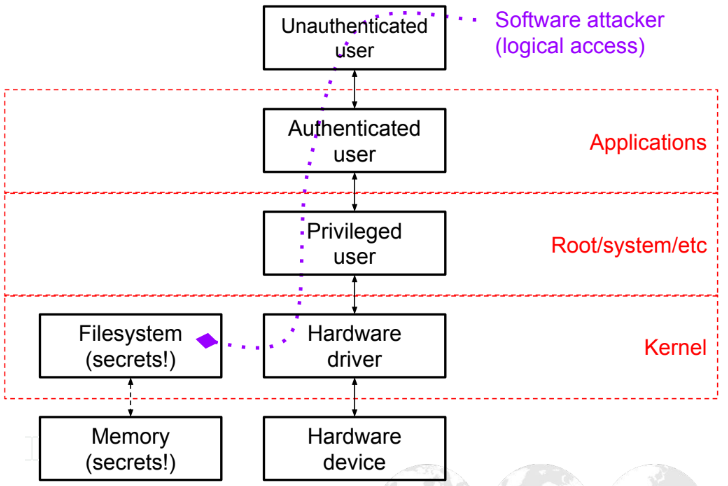 Unauthenticated
user
Software attacker
(logical access)
Authenticated
user
Applications
Privileged
user
Root/system/etc
Filesystem
(secrets!)
Hardware
driver
Kernel
Memory
(secrets!)
Hardware
device